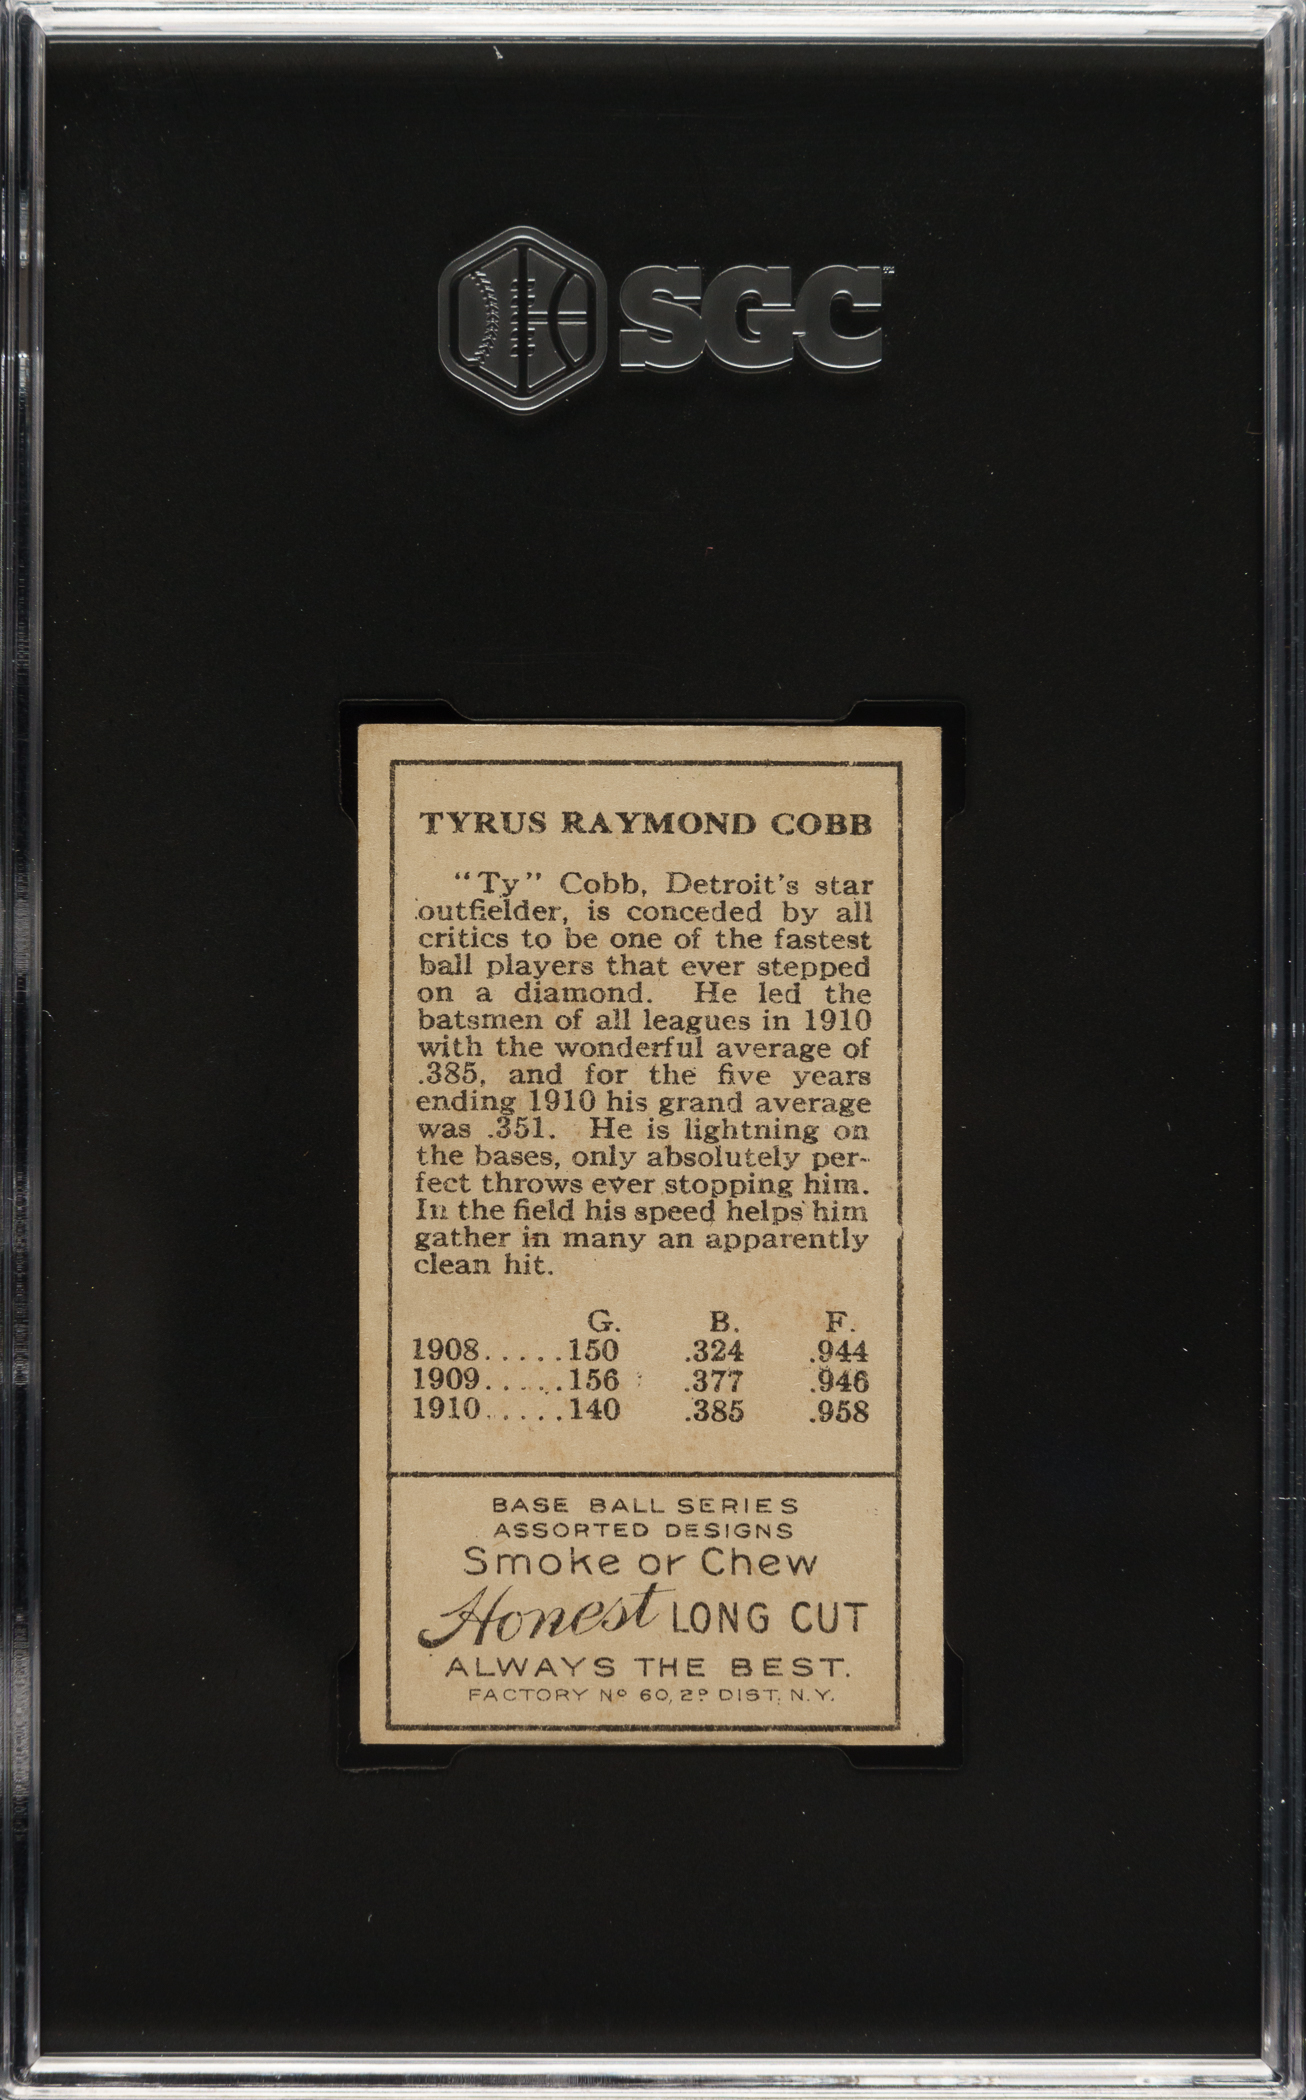 SGC™
TYRUS RAYMOND COBB
"Ty" Cobb, Detroit's star
outfielder, is conceded by all
critics to be one of the fastest
ball players that ever stepped
on a diamond. He led the
batsmen of all leagues in 1910
with the wonderful average of
.385, and for the five years
ending 1910 his grand average
was .351. He is lightning on
the bases, only absolutely per-
fect throws ever stopping him.
In the field his speed helps him
gather in many an apparently
clean hit.
G. B. F.
1908.....150 .324 .944
1909.....156 .377 .946
1910.....140 .385 .958
BASE BALL SERIES
ASSORTED DESIGNS
Smoke or Chew
Honest LONG CUT
ALWAYS THE BEST.
FACTORY Nº 60, 2D DIST. N.Y.